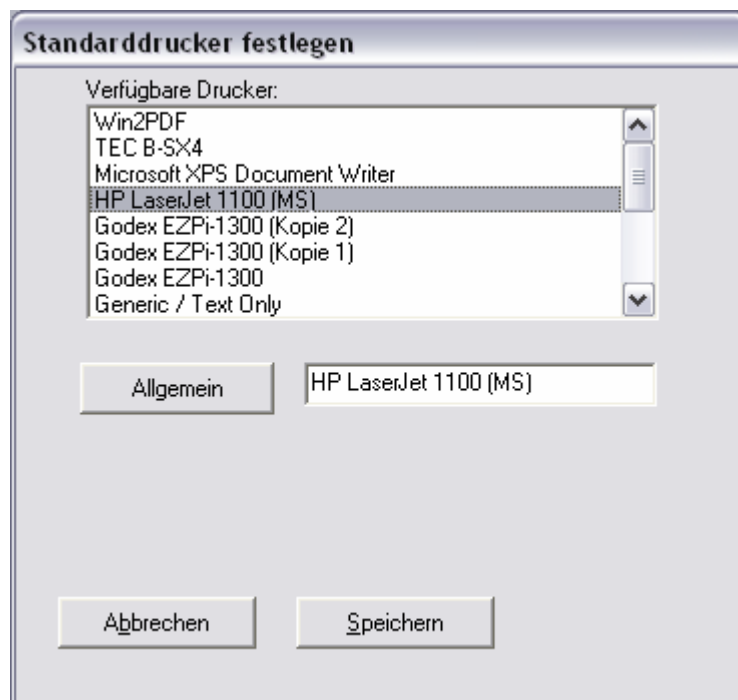 Standarddrucker festlegen
Verfügbare Drucker:
Win2PDF
TEC B-SX4
Microsoft XPS Document Writer
HP LaserJet 1100 (MS)
Godex EZPi-1300 (Kopie 2)
Godex EZPi-1300 (Kopie 1)
Godex EZPi-1300
Generic / Text Only
Allgemein
HP LaserJet 1100 (MS)
Abbrechen
Speichern